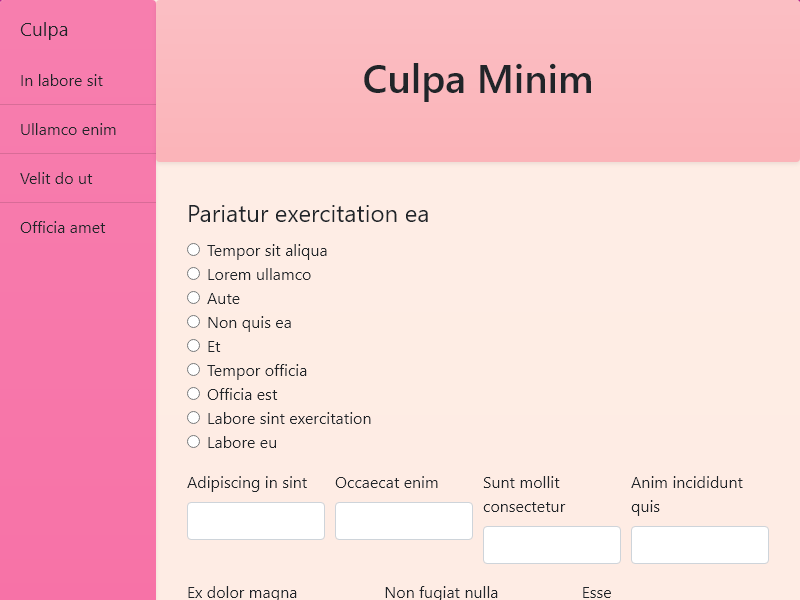 Culpa
In labore sit
Ullamco enim
Velit do ut
Officia amet
Culpa Minim
Pariatur exercitation ea
Tempor sit aliqua
Lorem ullamco
Aute
Non quis ea
Et
Tempor officia
Officia est
Labore sint exercitation
Labore eu
Adipiscing in sint
Occaecat enim
Sunt mollit
consectetur
Anim incididunt
quis
Ex dolor magna
Non fugiat nulla
Esse